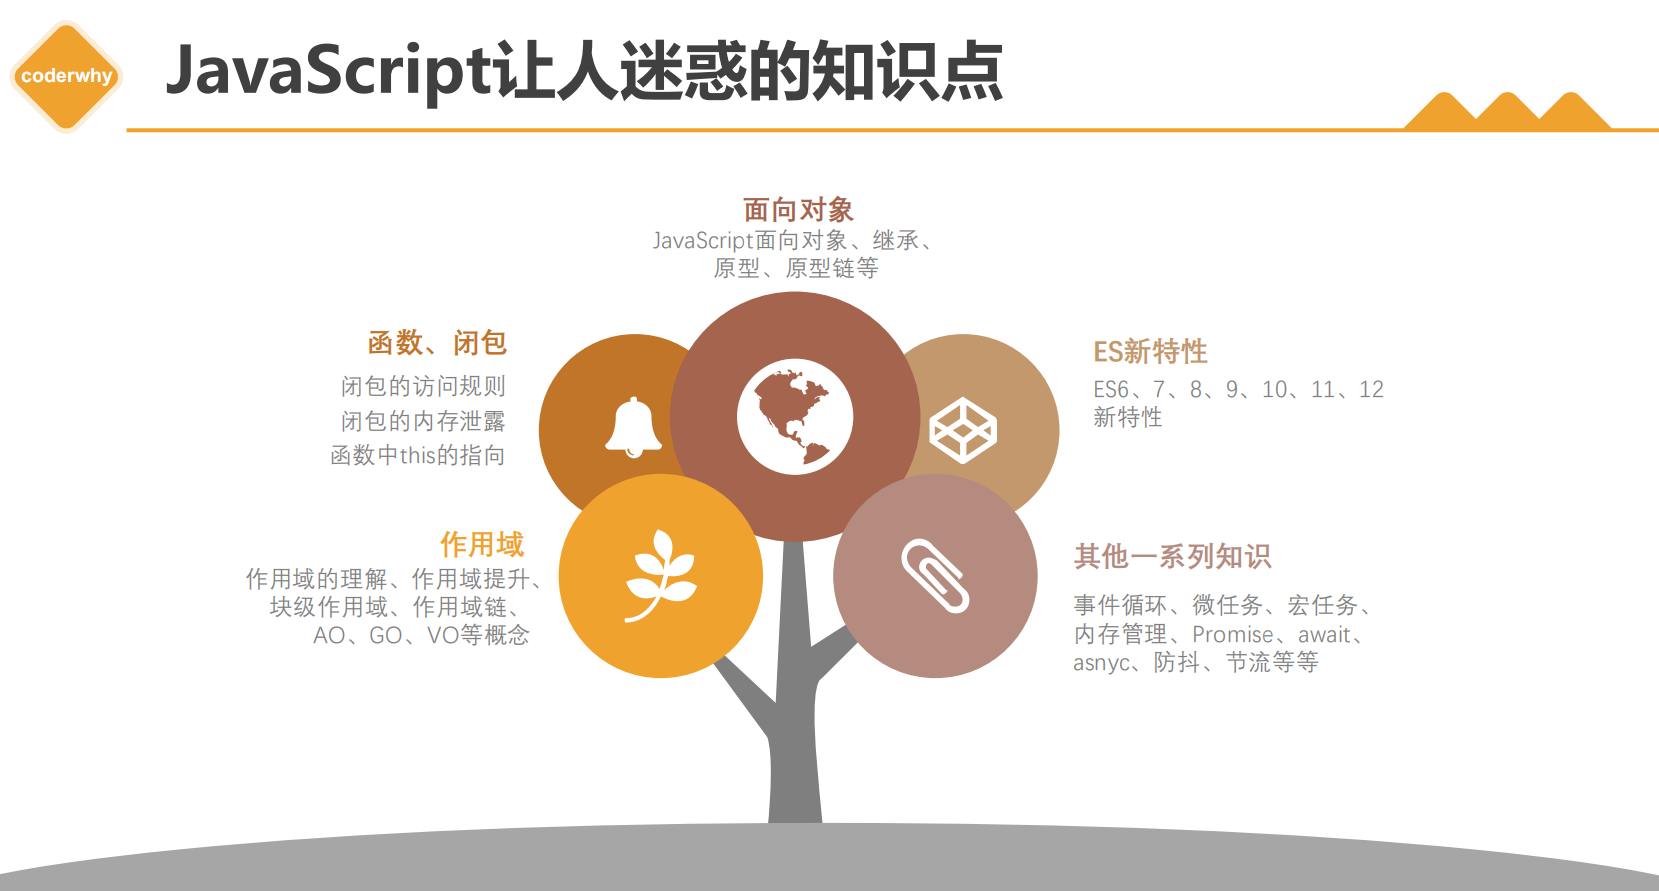 coderwhy
JavaScript让人迷惑的知识点
面向对象
JavaScript面向对象、继承、
原型、原型链等
函数、闭包
闭包的访问规则
闭包的内存泄露
函数中this的指向
ES新特性
ES6、7、8、9、10、11、12
新特性
作用域
作用域的理解、作用域提升、
块级作用域、作用域链、
AO、GO、VO等概念
其他一系列知识
事件循环、微任务、宏任务、
内存管理、Promise、await、
asnyc、防抖、节流等等